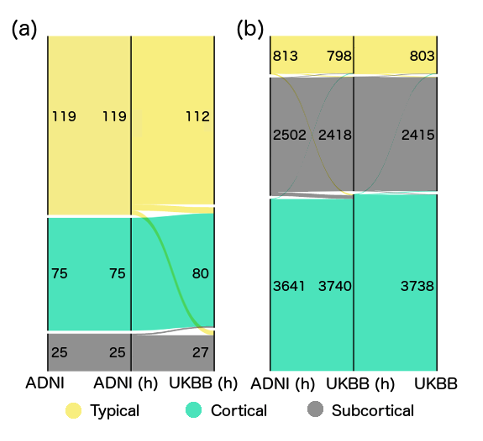 (a)
(b)
119 119 112
75 75 80
25 25 27
813 798 803
2502 2418 2415
3641 3740 3738
ADNI ADNI (h) UKBB (h)
ADNI (h) UKBB (h) UKBB
Typical Cortical Subcortical